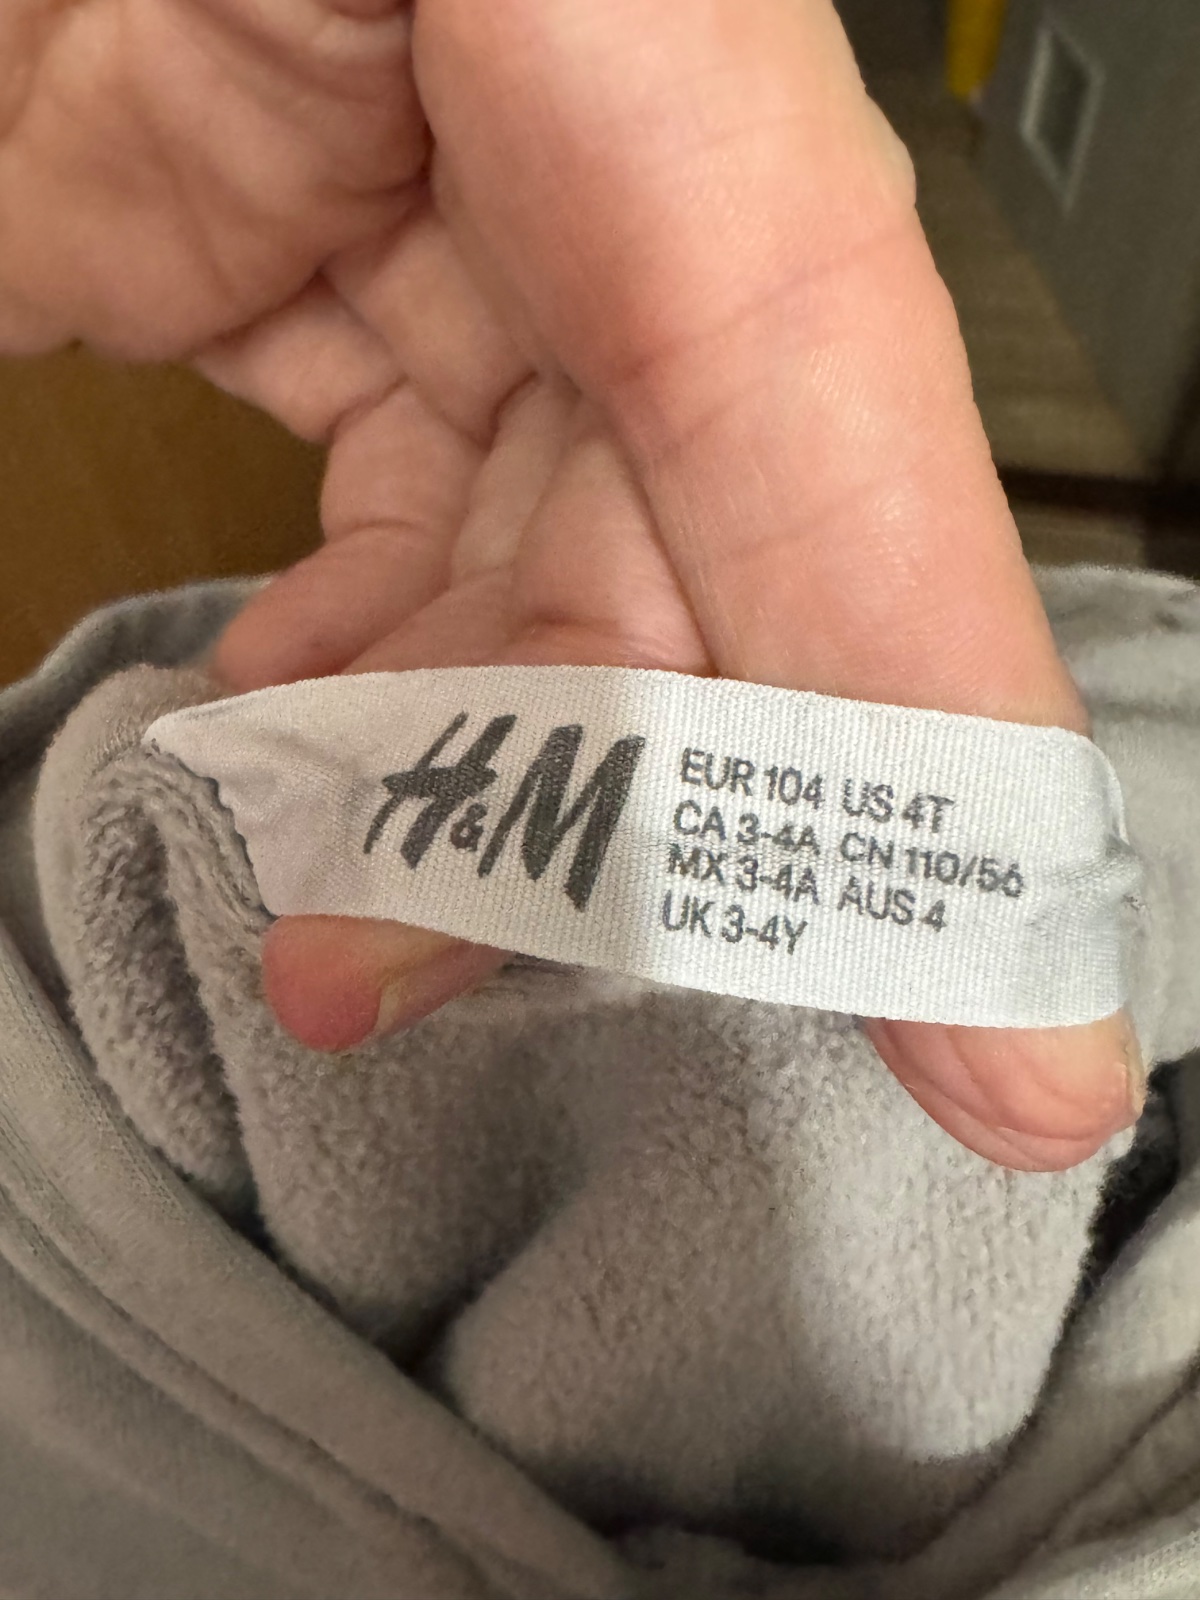 H&M
EUR 104 US 4T
CA 3-4A CN 110/56
MX 3-4A AUS 4
UK 3-4Y